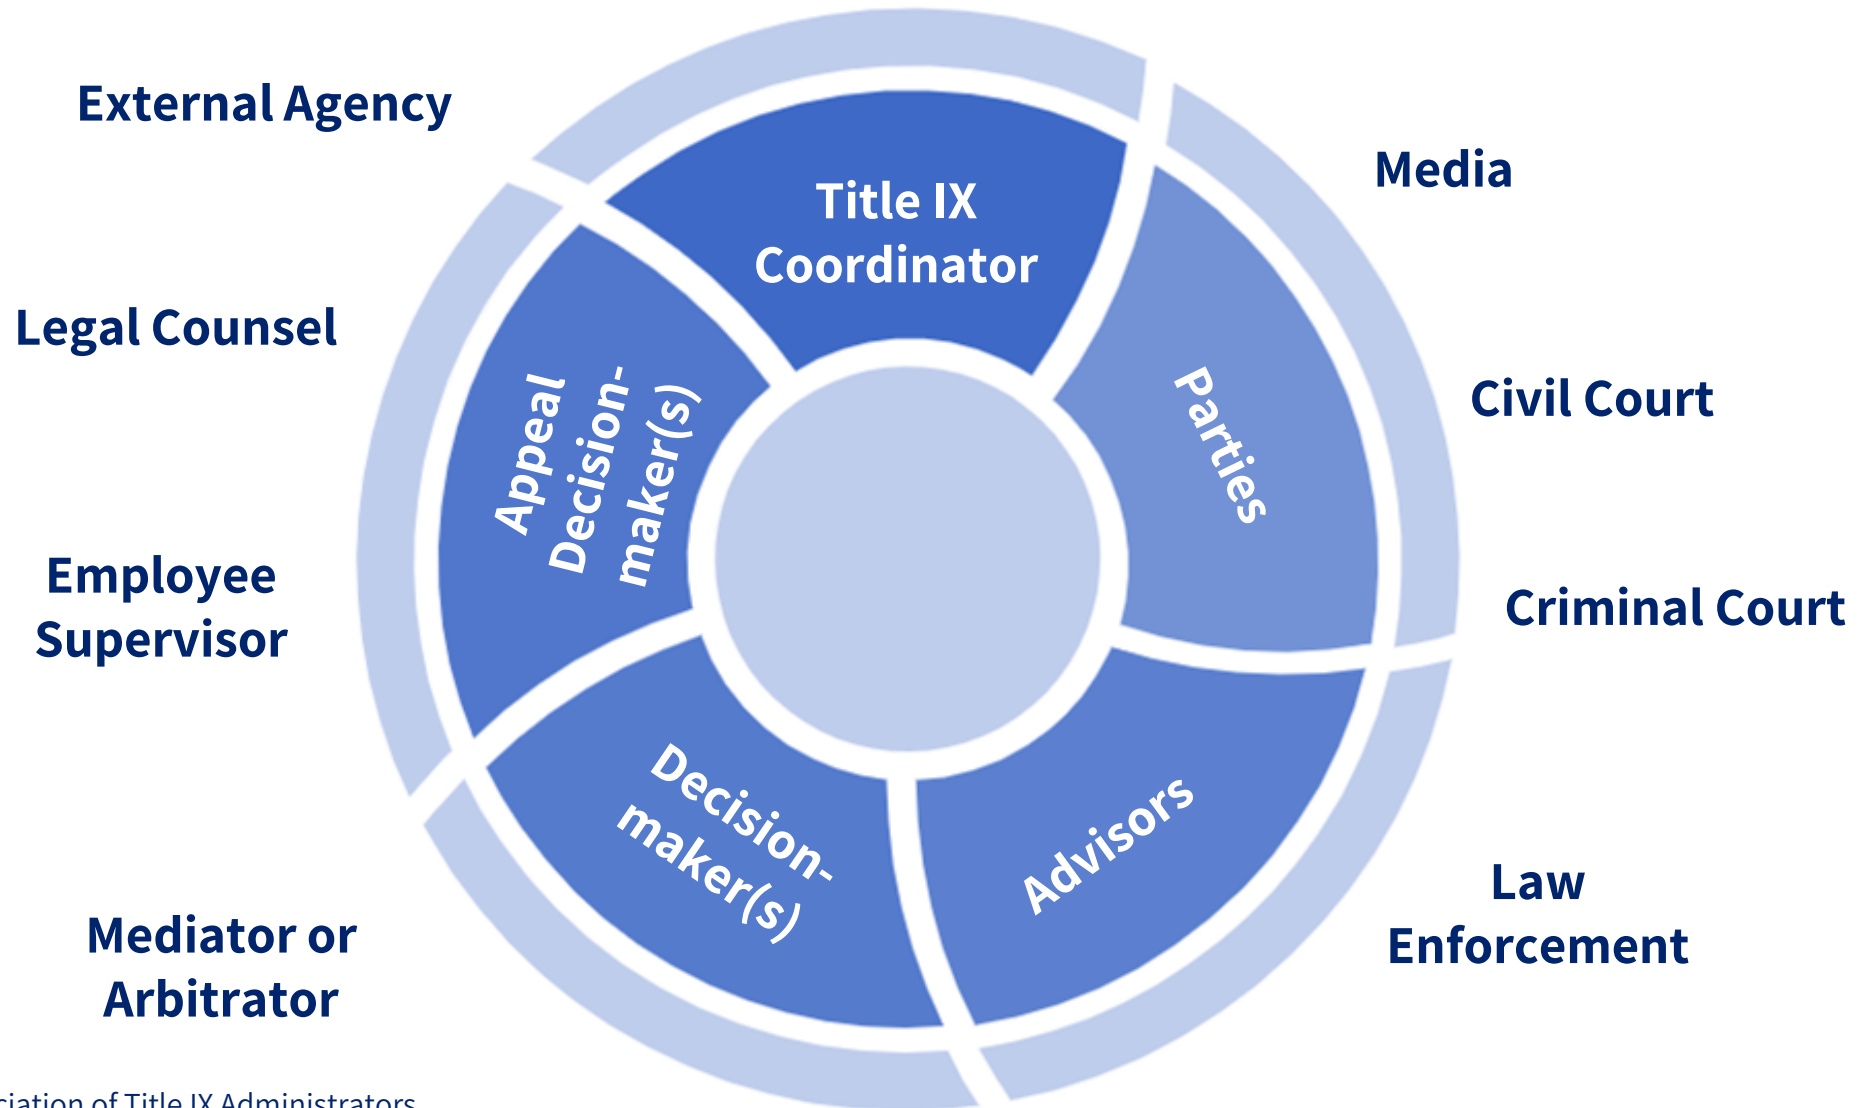 External Agency
Media
Title IX
Coordinator
Legal Counsel
Civil Court
Appeal
Decision-
maker(s)
Parties
Employee
Supervisor
Criminal Court
Decision-
maker(s)
Advisors
Law
Enforcement
Mediator or
Arbitrator
of Title IX Administrators